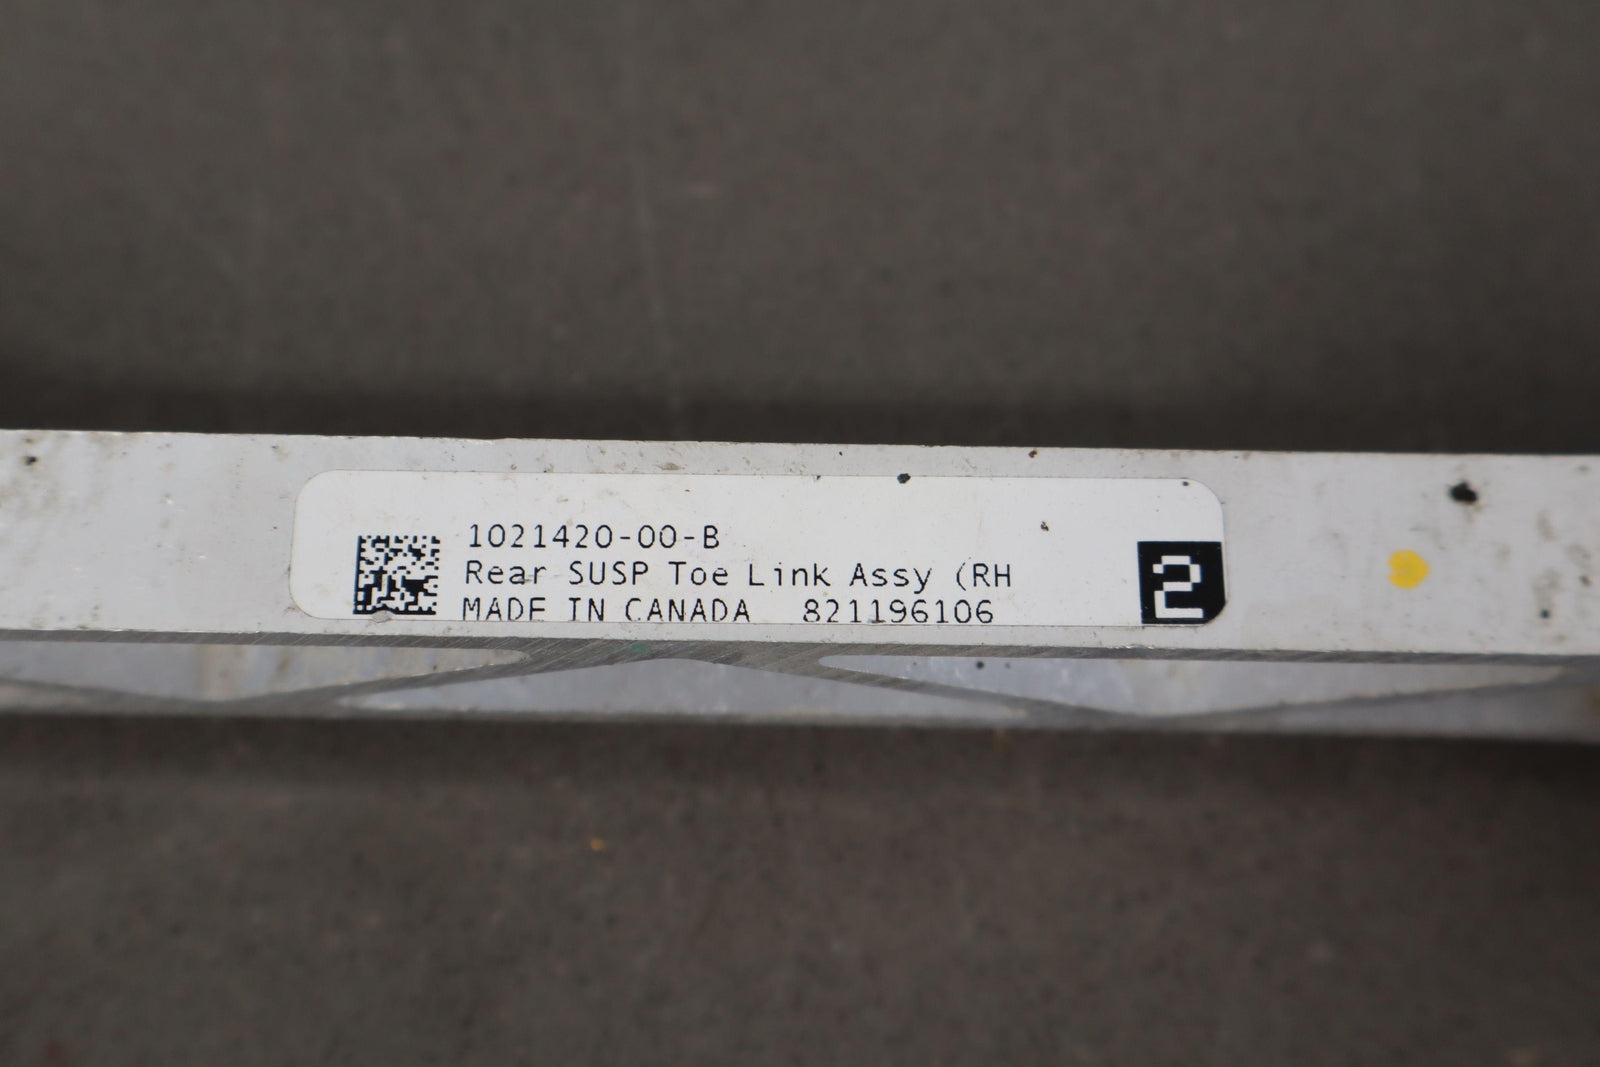 1021420-00-B
Rear SUSP Toe Link Assy (RH
MADE IN CANADA 821196106
2